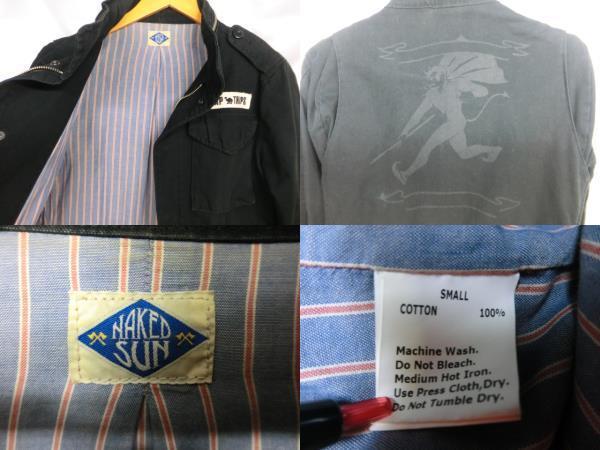 TRIPS
NAKED
SUN
SMALL
COTTON 100%
Machine Wash.
Do Not Bleach.
Medium Hot Iron.
Use Press Cloth,Dry.
Do Not Tumble Dry.